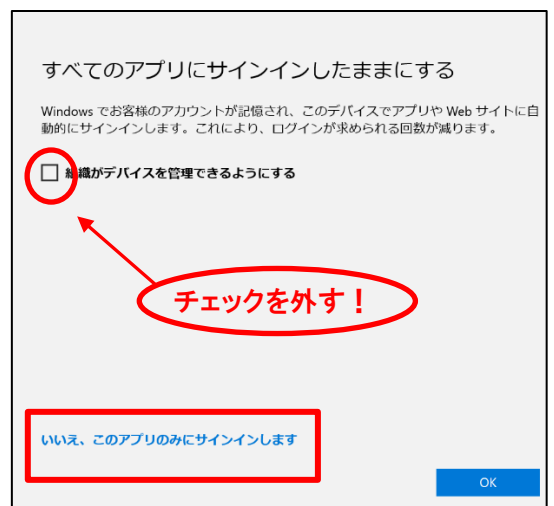 すべてのアプリにサインインしたままにする
Windows でお客様のアカウントが記憶され、このデバイスでアプリや Web サイトに自
動的にサインインします。これにより、ログインが求められる回数が減ります。
組織がデバイスを管理できるようにする
チェックを外す！
いいえ、このアプリのみにサインインします
OK